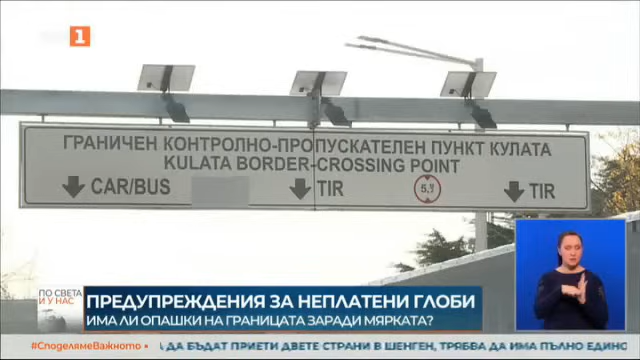 1
ГРАНИЧЕН КОНТРОЛНО-ПРОПУСКАТЕЛЕН ПУНКТ КУЛАТА
KULATA BORDER-CROSSING POINT
CAR/BUS TIR TIR
ПО СВЕТА
И У НАС
ПРЕДУПРЕЖДЕНИЯ ЗА НЕПЛАТЕНИ ГЛОБИ
ИМА ЛИ ОПАШКИ НА ГРАНИЦАТА ЗАРАДИ МЯРКАТА?
#СподелямеВажното А ДА БЪДАТ ПРИЕТИ ДВЕТЕ СТРАНИ В ШЕНГЕН, ТРЯБВА ДА ИМА ПЪЛНО ЕДИНО